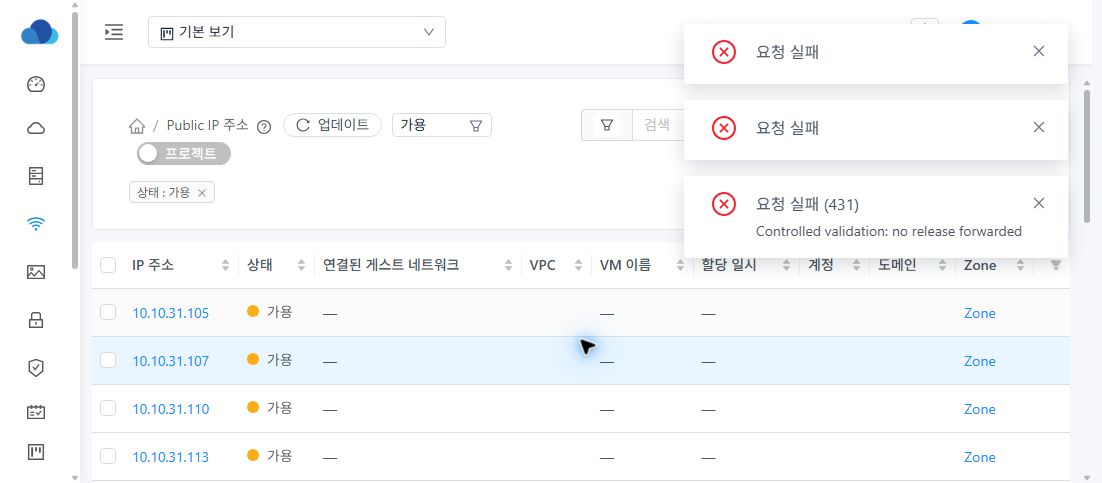 기본 보기
요청 실패
요청 실패
요청 실패 (431)
Controlled validation: no release forwarded
/ Public IP 주소 업데이트 가용 검색
프로젝트
상태 : 가용
IP 주소 상태 연결된 게스트 네트워크 VPC VM 이름 할당 일시 계정 도메인 Zone
10.10.31.105 가용 — — — Zone
10.10.31.107 가용 — — — Zone
10.10.31.110 가용 — — — Zone
10.10.31.113 가용 — — — Zone